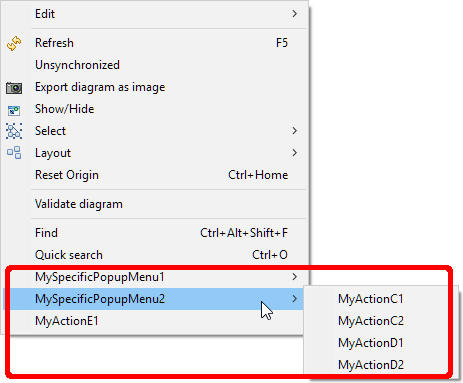 Edit
Refresh F5
Unsynchronized
Export diagram as image
Show/Hide
Select
Layout
Reset Origin Ctrl+Home
Validate diagram
Find Ctrl+Alt+Shift+F
Quick search Ctrl+O
MySpecificPopupMenu1
MySpecificPopupMenu2
MyActionE1
MyActionC1
MyActionC2
MyActionD1
MyActionD2